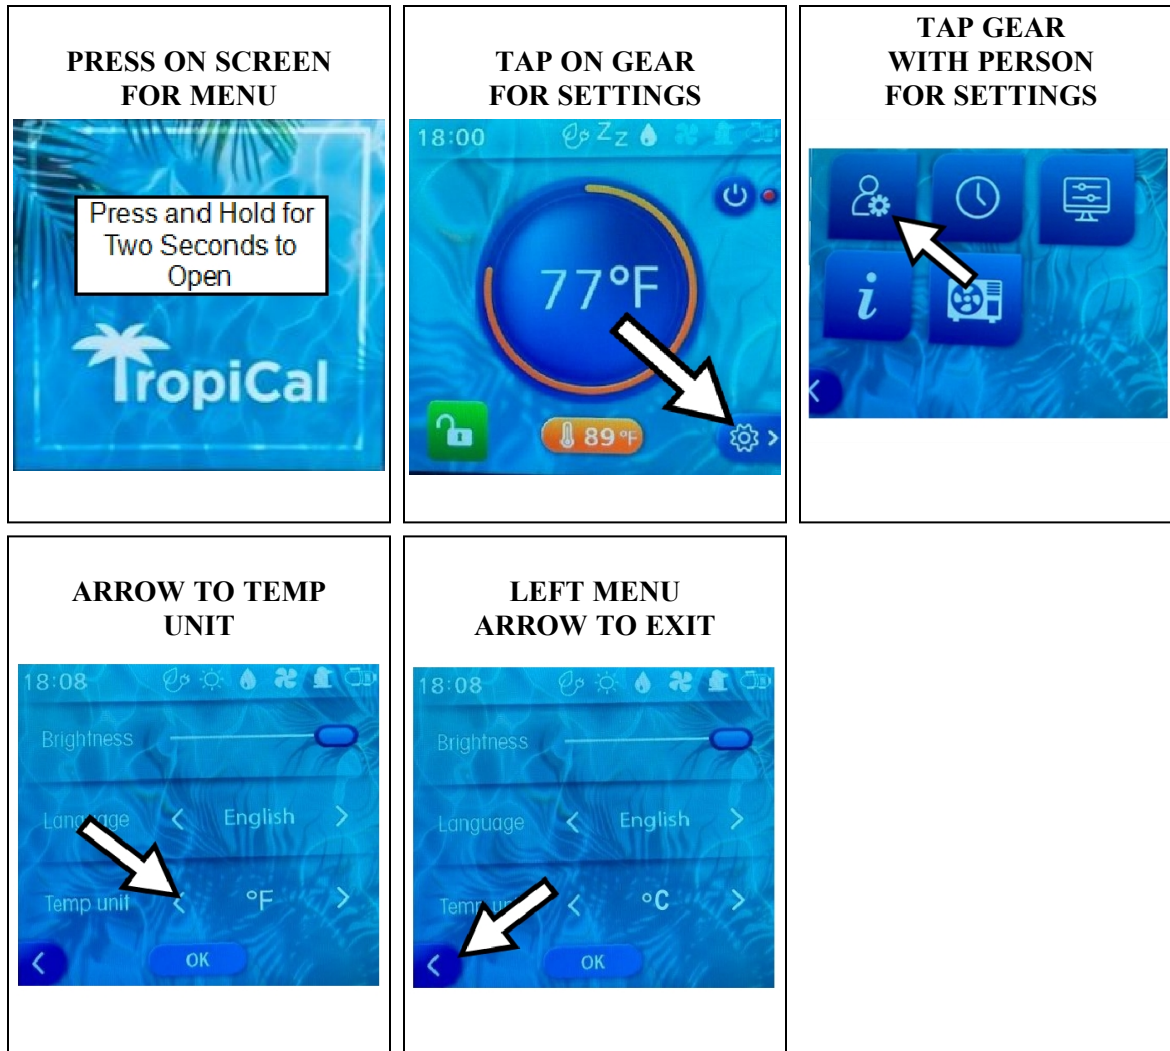 PRESS ON SCREEN
FOR MENU
Press and Hold for
Two Seconds to
Open
TropiCal
TAP ON GEAR
FOR SETTINGS
18:00
Zz
77°F
89 °F
TAP GEAR
WITH PERSON
FOR SETTINGS
i
ARROW TO TEMP
UNIT
18:08
Brightness
Language < English >
Temp unit < °F >
< OK
LEFT MENU
ARROW TO EXIT
18:08
Brightness
Language < English >
Temp unit < °C >
< OK